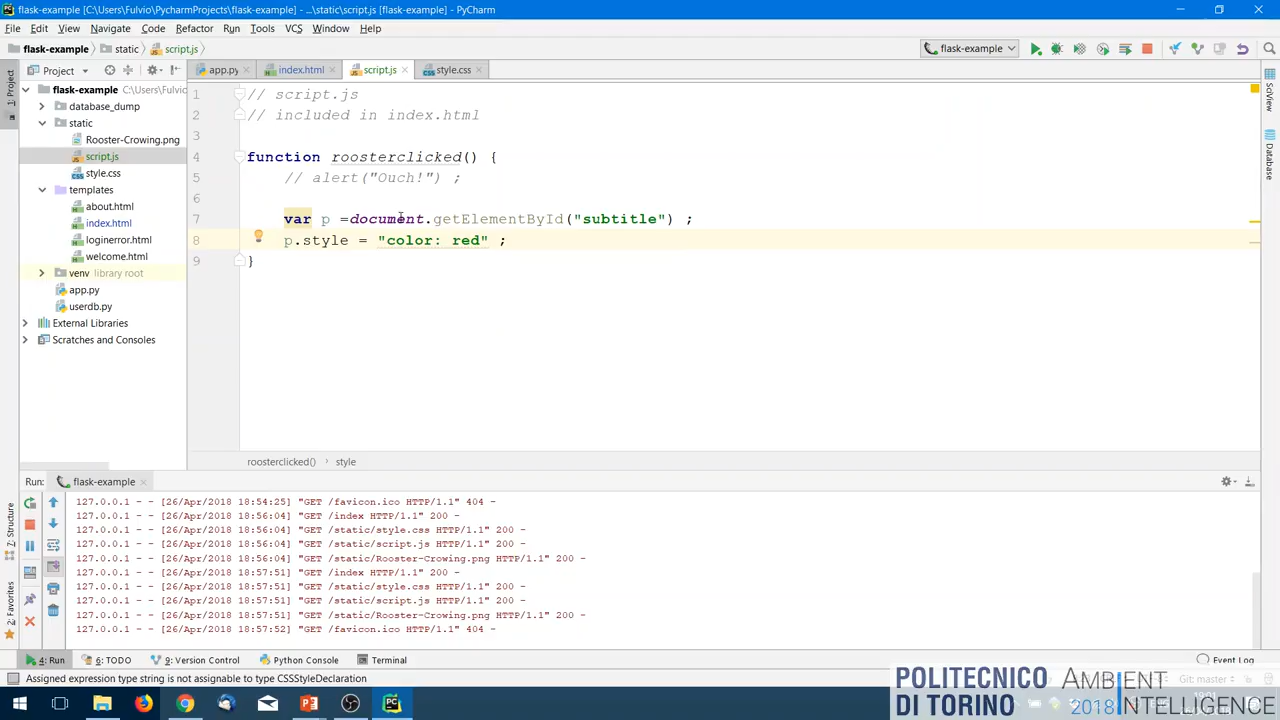 flask-example [C:\Users\Fulvio\PycharmProjects\flask-example] - ...\static\script.js [flask-example] - PyCharm
File Edit View Navigate Code Refactor Run Tools VCS Window Help
flask-example static script.js flask-example
Project app.py index.html script.js style.css
1: Project
flask-example C:\Users\Fulvio
database_dump
static
Rooster-Crowing.png
script.js
style.css
templates
about.html
index.html
loginerror.html
welcome.html
venv library root
app.py
userdb.py
External Libraries
Scratches and Consoles
1 // script.js
2 // included in index.html
3
4 function roosterclicked() {
5 // alert("Ouch!") ;
6
7 var p =document.getElementById("subtitle") ;
8 p.style = "color: red" ;
9 }
SciView
Database
roosterclicked() › style
Run: flask-example
127.0.0.1 - - [26/Apr/2018 18:54:25] "GET /favicon.ico HTTP/1.1" 404 -
127.0.0.1 - - [26/Apr/2018 18:56:04] "GET /index HTTP/1.1" 200 -
127.0.0.1 - - [26/Apr/2018 18:56:04] "GET /static/style.css HTTP/1.1" 200 -
127.0.0.1 - - [26/Apr/2018 18:56:04] "GET /static/script.js HTTP/1.1" 200 -
127.0.0.1 - - [26/Apr/2018 18:56:04] "GET /static/Rooster-Crowing.png HTTP/1.1" 200 -
127.0.0.1 - - [26/Apr/2018 18:57:51] "GET /index HTTP/1.1" 200 -
127.0.0.1 - - [26/Apr/2018 18:57:51] "GET /static/style.css HTTP/1.1" 200 -
127.0.0.1 - - [26/Apr/2018 18:57:51] "GET /static/script.js HTTP/1.1" 200 -
127.0.0.1 - - [26/Apr/2018 18:57:51] "GET /static/Rooster-Crowing.png HTTP/1.1" 200 -
127.0.0.1 - - [26/Apr/2018 18:57:52] "GET /favicon.ico HTTP/1.1" 404 -
7: Structure
2: Favorites
4: Run 6: TODO 9: Version Control Python Console Terminal Event Log
Assigned expression type string is not assignable to type CSSStyleDeclaration
Git: master
POLITECNICO
DI TORINO
AMBIENT
2018 INTELLIGENCE
19:01